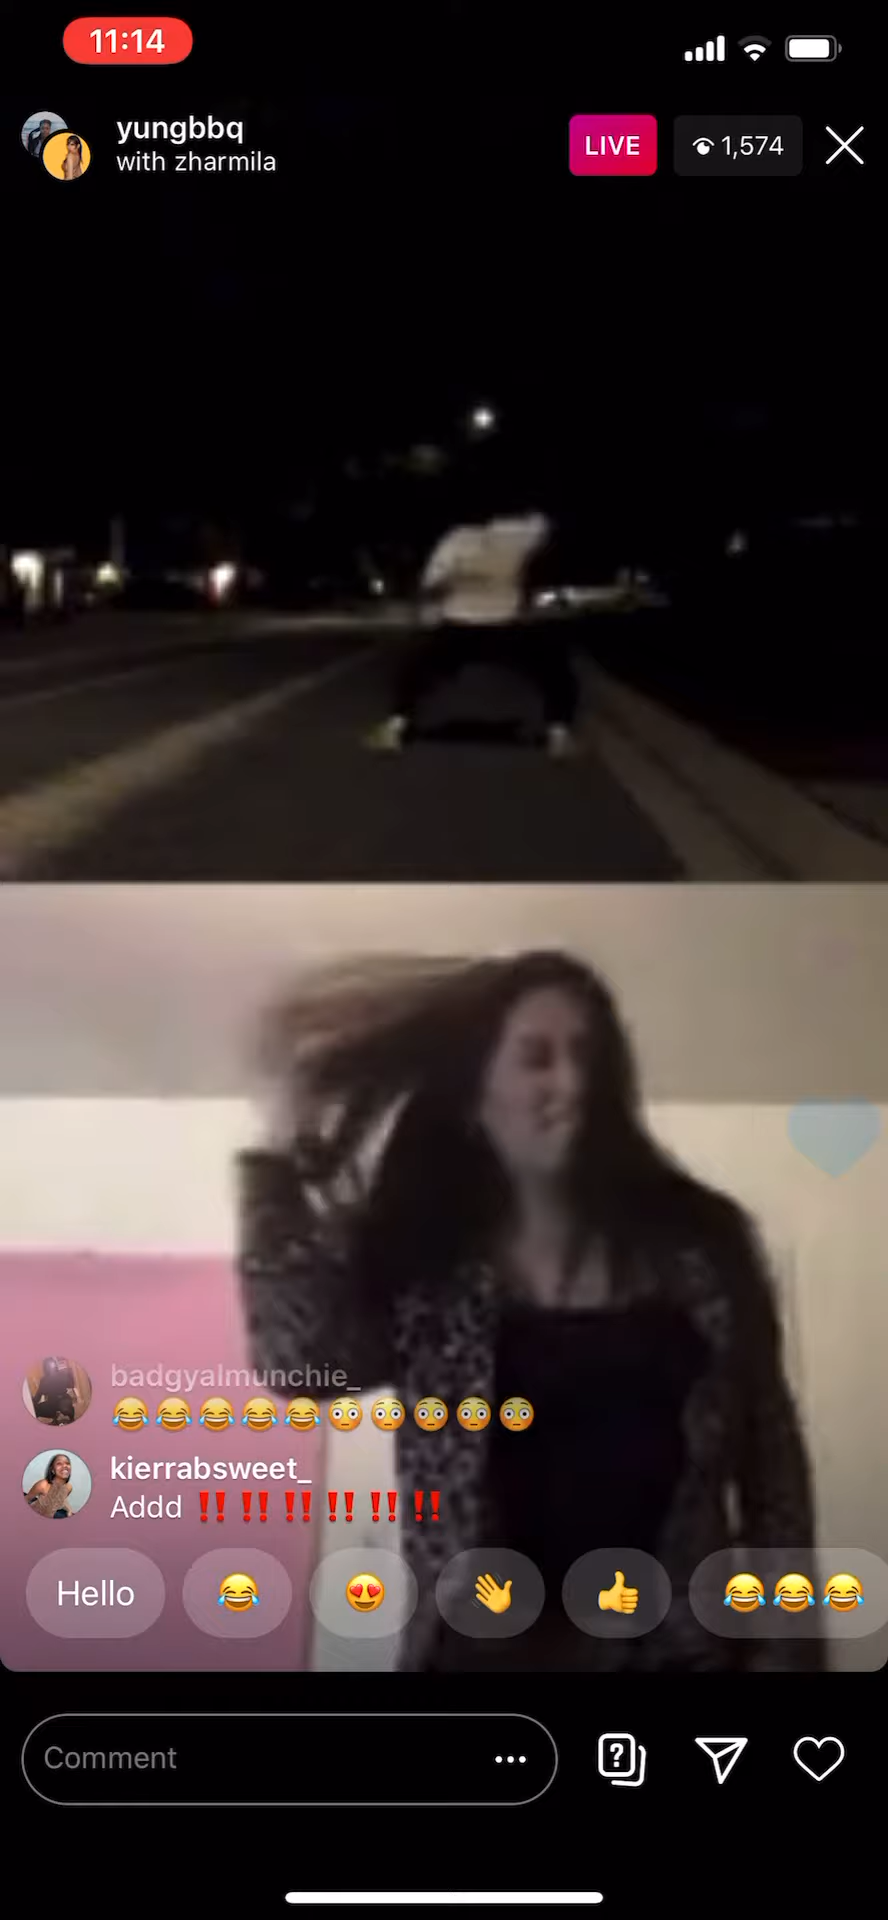 11:14
yungbbq
with zharmila
LIVE
1,574
badgyalmunchie_
😂😂😂😂😂😳😳😳😳😳
kierrabsweet_
Addd ‼️‼️‼️‼️‼️‼️
Hello
😂
😍
👋
👍
😂😂😂
Comment